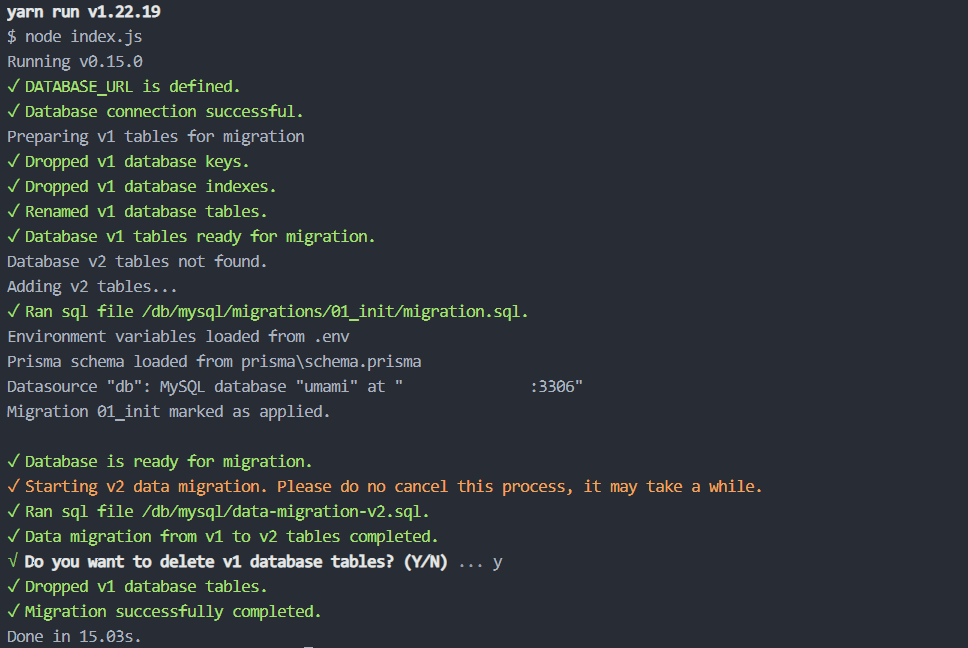 yarn run v1.22.19
$ node index.js
Running v0.15.0
✓ DATABASE_URL is defined.
✓ Database connection successful.
Preparing v1 tables for migration
✓ Dropped v1 database keys.
✓ Dropped v1 database indexes.
✓ Renamed v1 database tables.
✓ Database v1 tables ready for migration.
Database v2 tables not found.
Adding v2 tables...
✓ Ran sql file /db/mysql/migrations/01_init/migration.sql.
Environment variables loaded from .env
Prisma schema loaded from prisma\schema.prisma
Datasource "db": MySQL database "umami" at "              :3306"
Migration 01_init marked as applied.
✓ Database is ready for migration.
✓ Starting v2 data migration. Please do no cancel this process, it may take a while.
✓ Ran sql file /db/mysql/data-migration-v2.sql.
✓ Data migration from v1 to v2 tables completed.
√ Do you want to delete v1 database tables? (Y/N) ... y
✓ Dropped v1 database tables.
✓ Migration successfully completed.
Done in 15.03s.